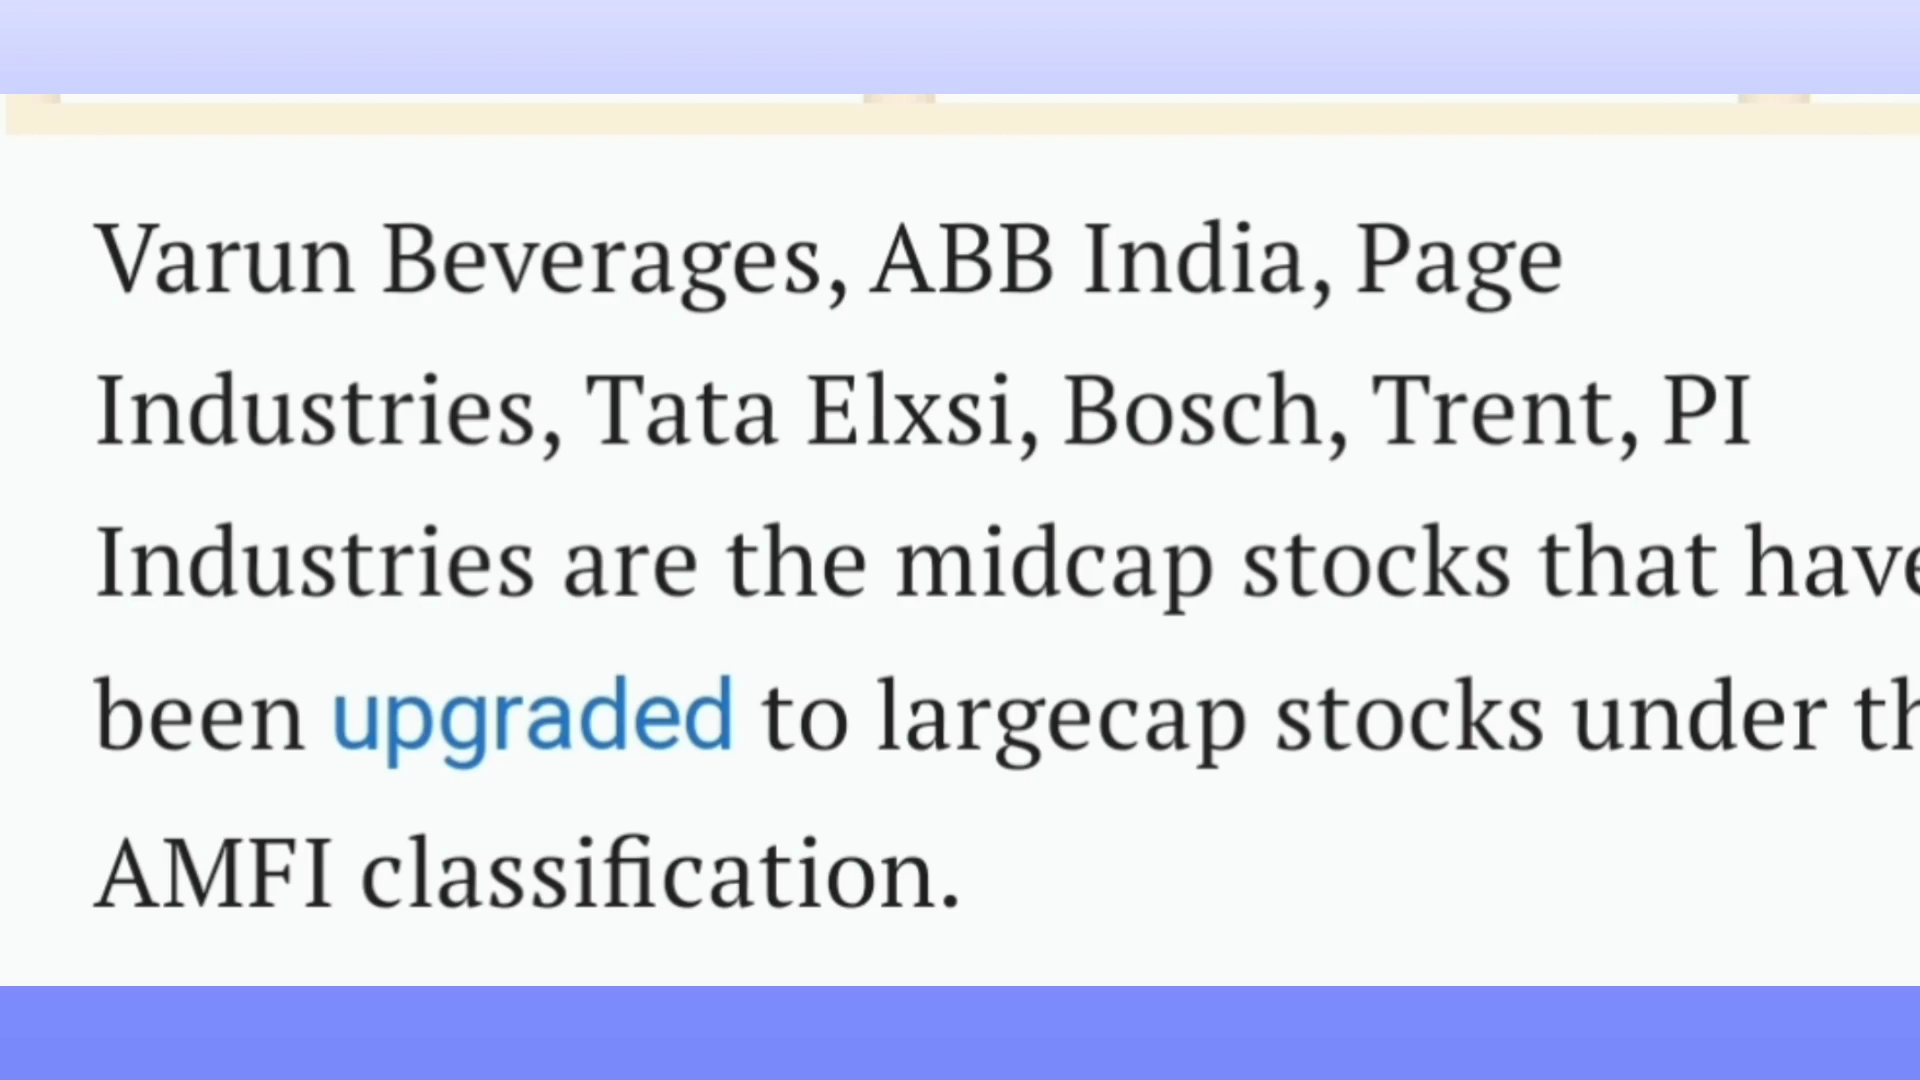 Varun Beverages, ABB India, Page
Industries, Tata Elxsi, Bosch, Trent, PI
Industries are the midcap stocks that have
been upgraded to largecap stocks under th
AMFI classification.